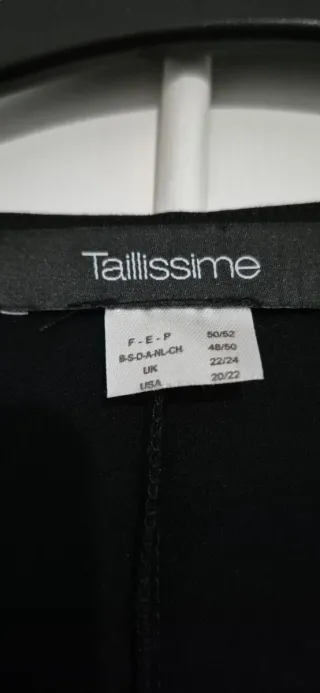 Taillissime
F - E - P 50/52
B-S-D-A-NL-CH 48/50
UK 22/24
USA 20/22